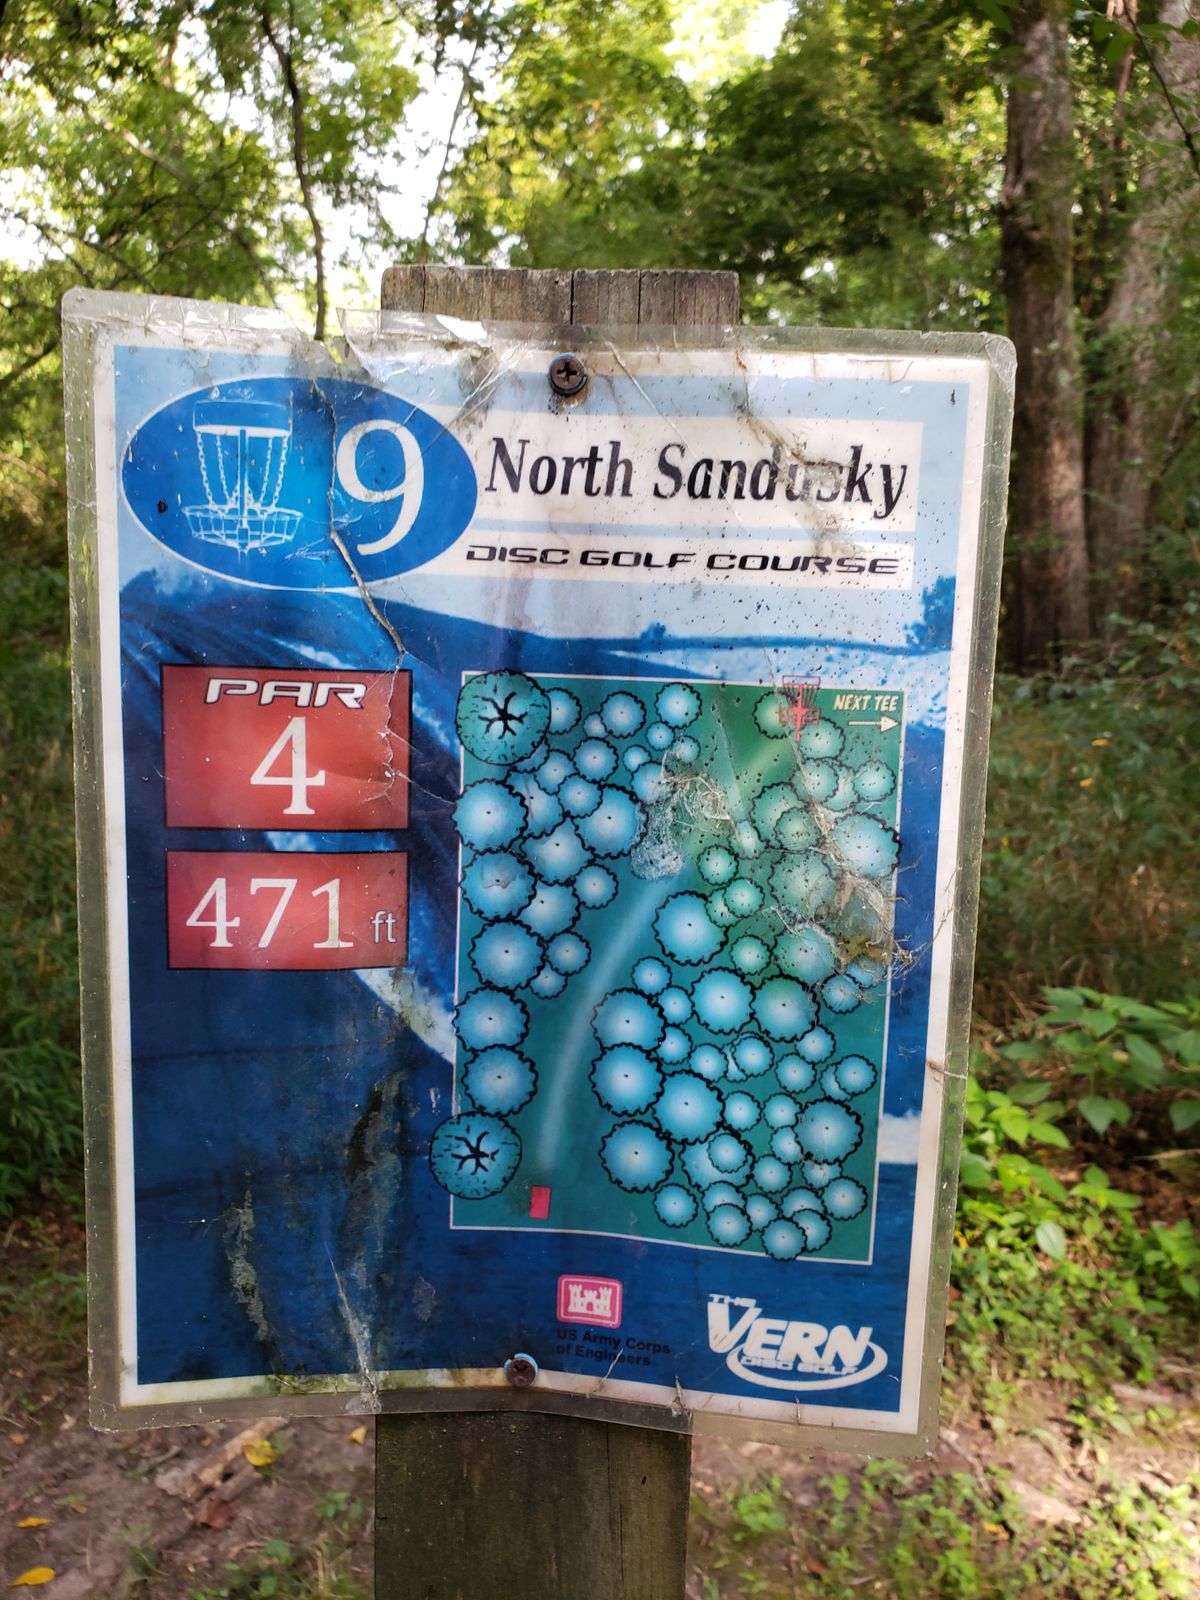 9
North Sandusky
DISC GOLF COURSE
PAR
4
471 ft
NEXT TEE
US Army Corps
of Engineers
THE
VERN
DISC GOLF